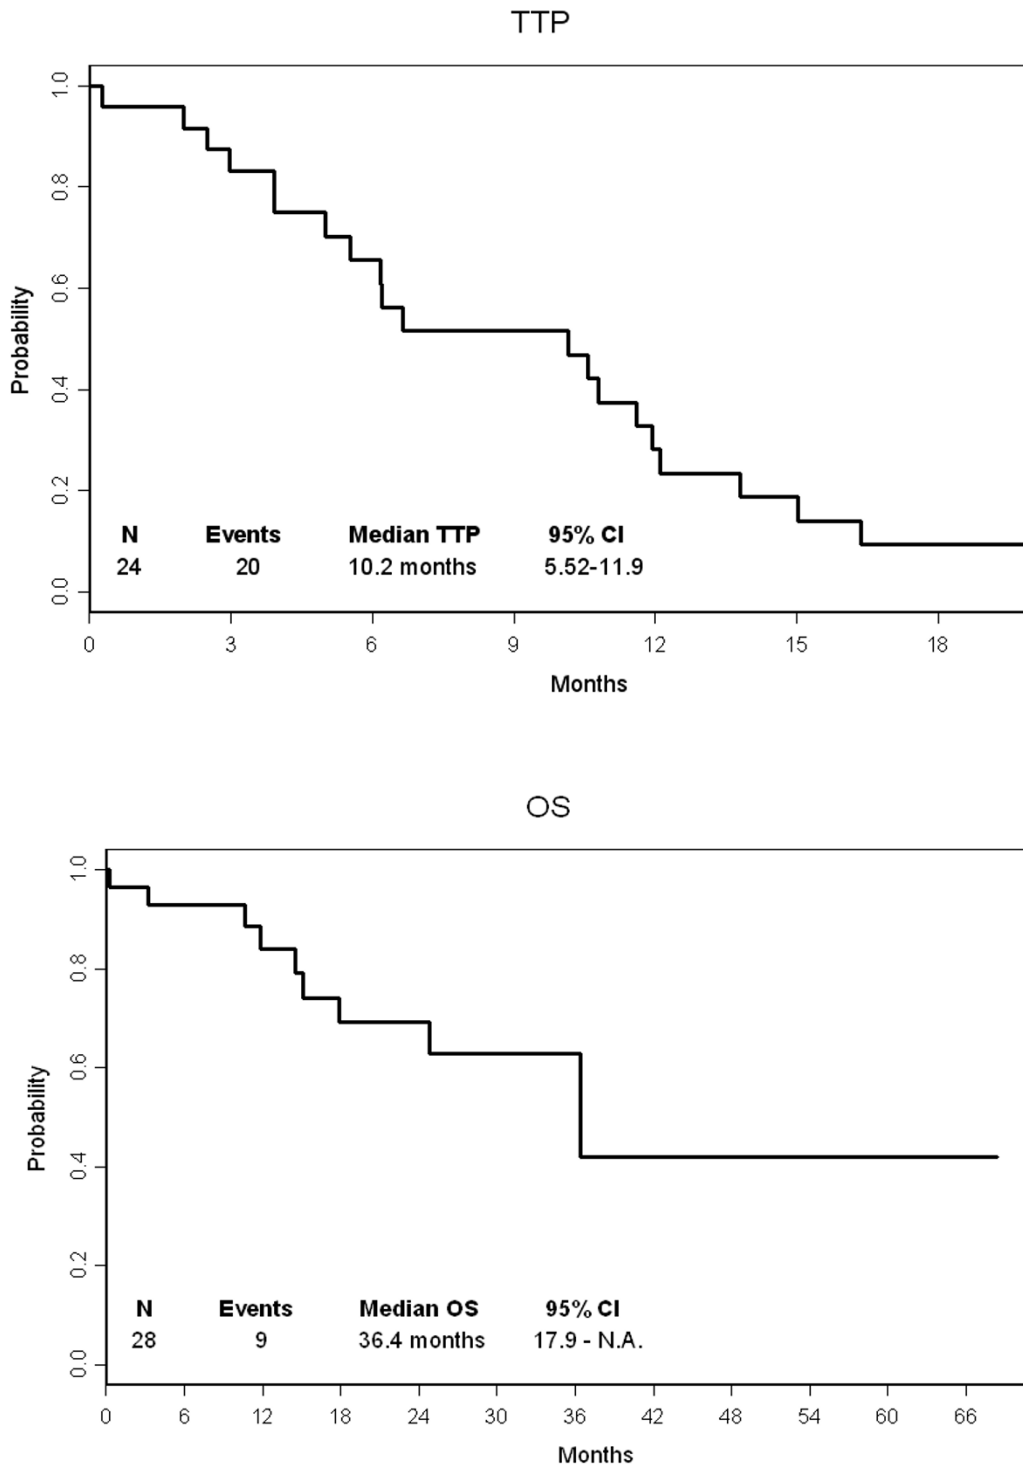 TTP
1.0
0.8
0.6
0.4
0.2
0.0
Probability
N Events Median TTP 95% CI
24 20 10.2 months 5.52-11.9
0 3 6 9 12 15 18
Months
OS
1.0
0.8
0.6
0.4
0.2
0.0
Probability
N Events Median OS 95% CI
28 9 36.4 months 17.9 - N.A.
0 6 12 18 24 30 36 42 48 54 60 66
Months